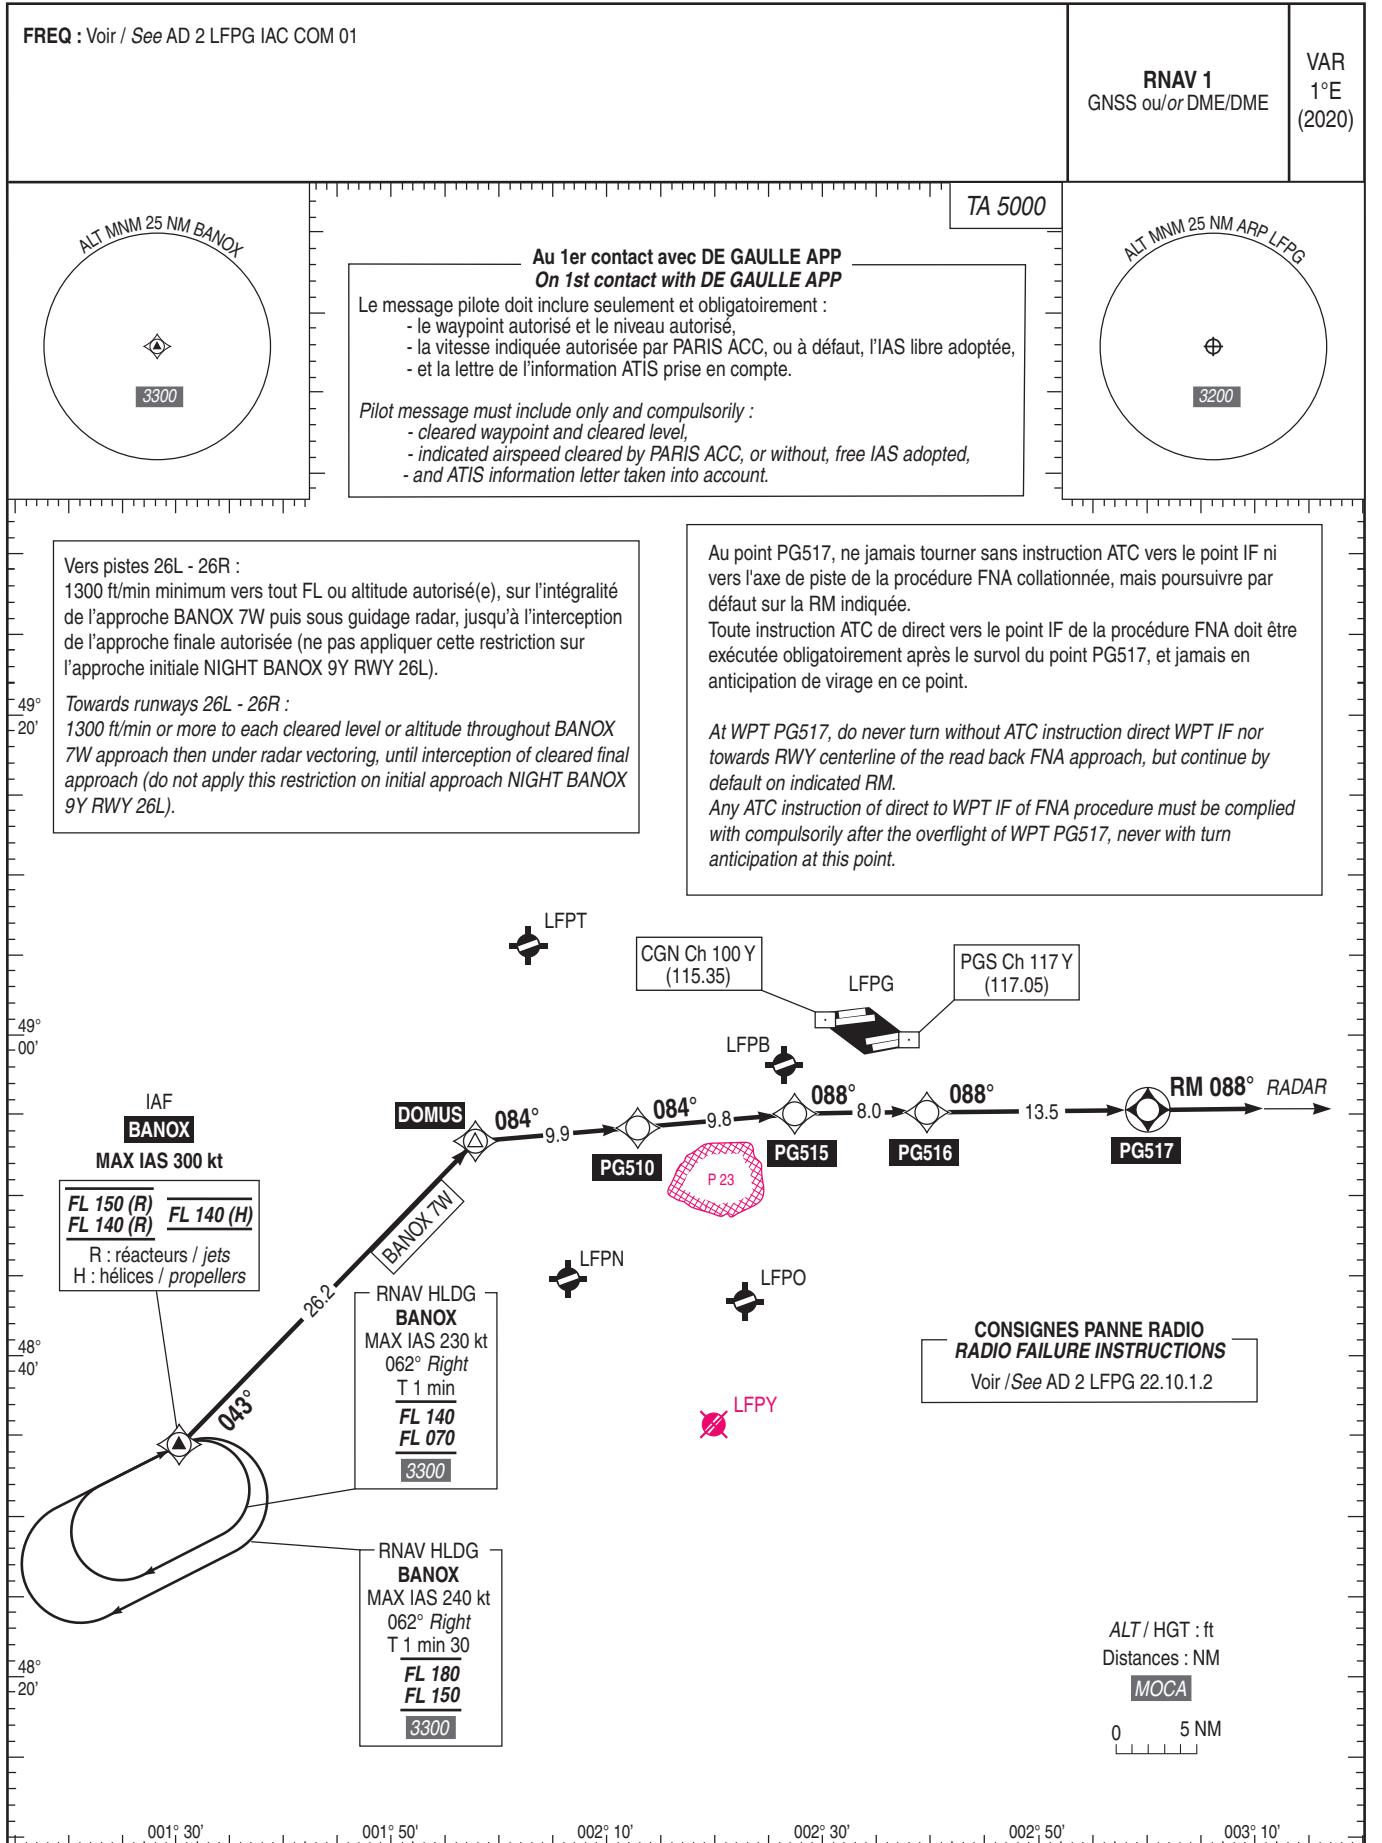 FREQ : Voir / See AD 2 LFPG IAC COM 01
RNAV 1
GNSS ou/or DME/DME
VAR
1°E
(2020)
ALT MNM 25 NM BANOX
3300
TA 5000
ALT MNM 25 NM ARP LFPG
3200
Au 1er contact avec DE GAULLE APP
On 1st contact with DE GAULLE APP
Le message pilote doit inclure seulement et obligatoirement :
- le waypoint autorisé et le niveau autorisé,
- la vitesse indiquée autorisée par PARIS ACC, ou à défaut, l'IAS libre adoptée,
- et la lettre de l'information ATIS prise en compte.
Pilot message must include only and compulsorily :
- cleared waypoint and cleared level,
- indicated airspeed cleared by PARIS ACC, or without, free IAS adopted,
- and ATIS information letter taken into account.
Vers pistes 26L - 26R :
1300 ft/min minimum vers tout FL ou altitude autorisé(e), sur l'intégralité
de l'approche BANOX 7W puis sous guidage radar, jusqu'à l'interception
de l'approche finale autorisée (ne pas appliquer cette restriction sur
l'approche initiale NIGHT BANOX 9Y RWY 26L).
Towards runways 26L - 26R :
1300 ft/min or more to each cleared level or altitude throughout BANOX
7W approach then under radar vectoring, until interception of cleared final
approach (do not apply this restriction on initial approach NIGHT BANOX
9Y RWY 26L).
Au point PG517, ne jamais tourner sans instruction ATC vers le point IF ni
vers l'axe de piste de la procédure FNA collationnée, mais poursuivre par
défaut sur la RM indiquée.
Toute instruction ATC de direct vers le point IF de la procédure FNA doit être
exécutée obligatoirement après le survol du point PG517, et jamais en
anticipation de virage en ce point.
At WPT PG517, do never turn without ATC instruction direct WPT IF nor
towards RWY centerline of the read back FNA approach, but continue by
default on indicated RM.
Any ATC instruction of direct to WPT IF of FNA procedure must be complied
with compulsorily after the overflight of WPT PG517, never with turn
anticipation at this point.
49°
20'
LFPT
CGN Ch 100 Y
(115.35)
LFPG
PGS Ch 117 Y
(117.05)
49°
00'
LFPB
IAF
BANOX
MAX IAS 300 kt
FL 150 (R)
FL 140 (R)
FL 140 (H)
R : réacteurs / jets
H : hélices / propellers
DOMUS
084°
9.9
PG510
084°
9.8
PG515
088°
8.0
PG516
088°
13.5
PG517
RM 088°
RADAR
P 23
BANOX 7W
26.2
043°
LFPN
LFPO
LFPY
RNAV HLDG
BANOX
MAX IAS 230 kt
062° Right
T 1 min
FL 140
FL 070
3300
48°
40'
CONSIGNES PANNE RADIO
RADIO FAILURE INSTRUCTIONS
Voir /See AD 2 LFPG 22.10.1.2
RNAV HLDG
BANOX
MAX IAS 240 kt
062° Right
T 1 min 30
FL 180
FL 150
3300
48°
20'
ALT / HGT : ft
Distances : NM
MOCA
0 5 NM
001° 30' 001° 50' 002° 10' 002° 30' 002° 50' 003° 10'